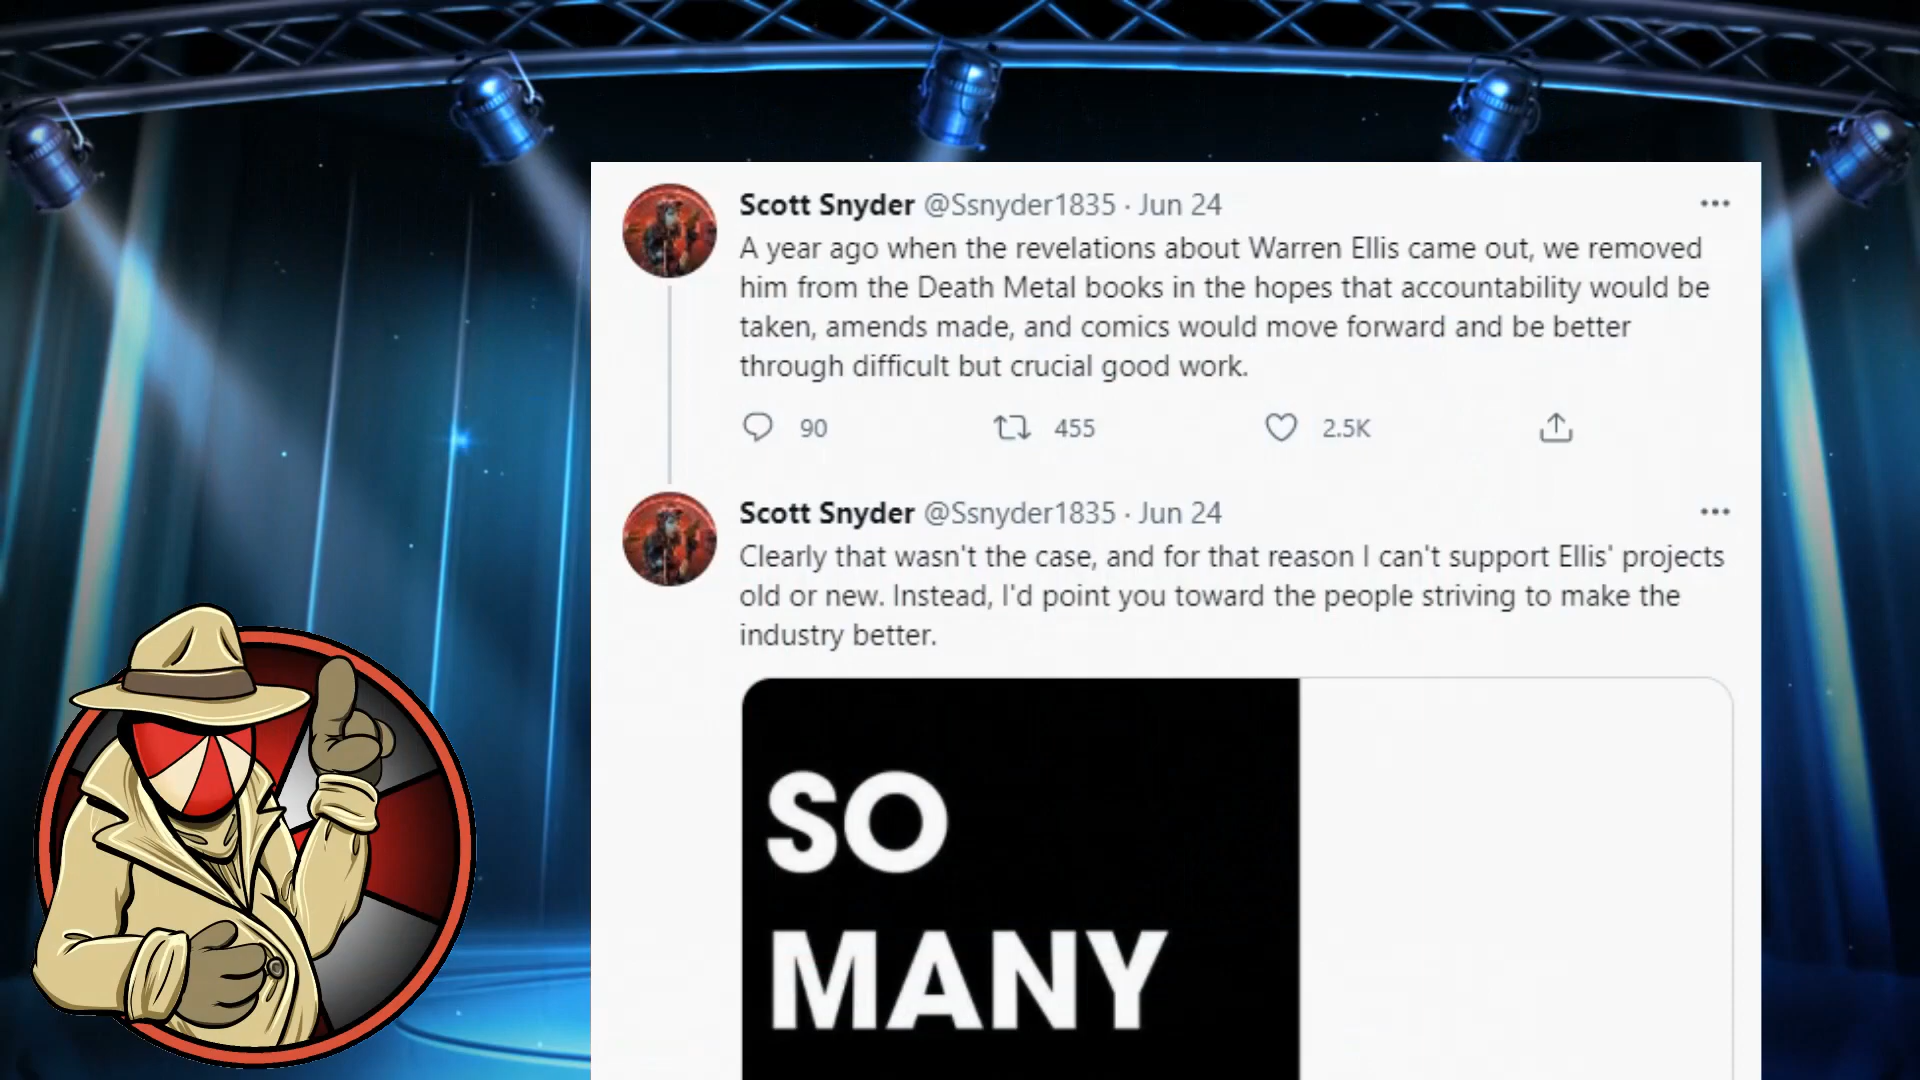 Scott Snyder @Ssnyder1835 · Jun 24
A year ago when the revelations about Warren Ellis came out, we removed
him from the Death Metal books in the hopes that accountability would be
taken, amends made, and comics would move forward and be better
through difficult but crucial good work.
90 455 2.5K
Scott Snyder @Ssnyder1835 · Jun 24
Clearly that wasn't the case, and for that reason I can't support Ellis' projects
old or new. Instead, I'd point you toward the people striving to make the
industry better.
SO
MANY